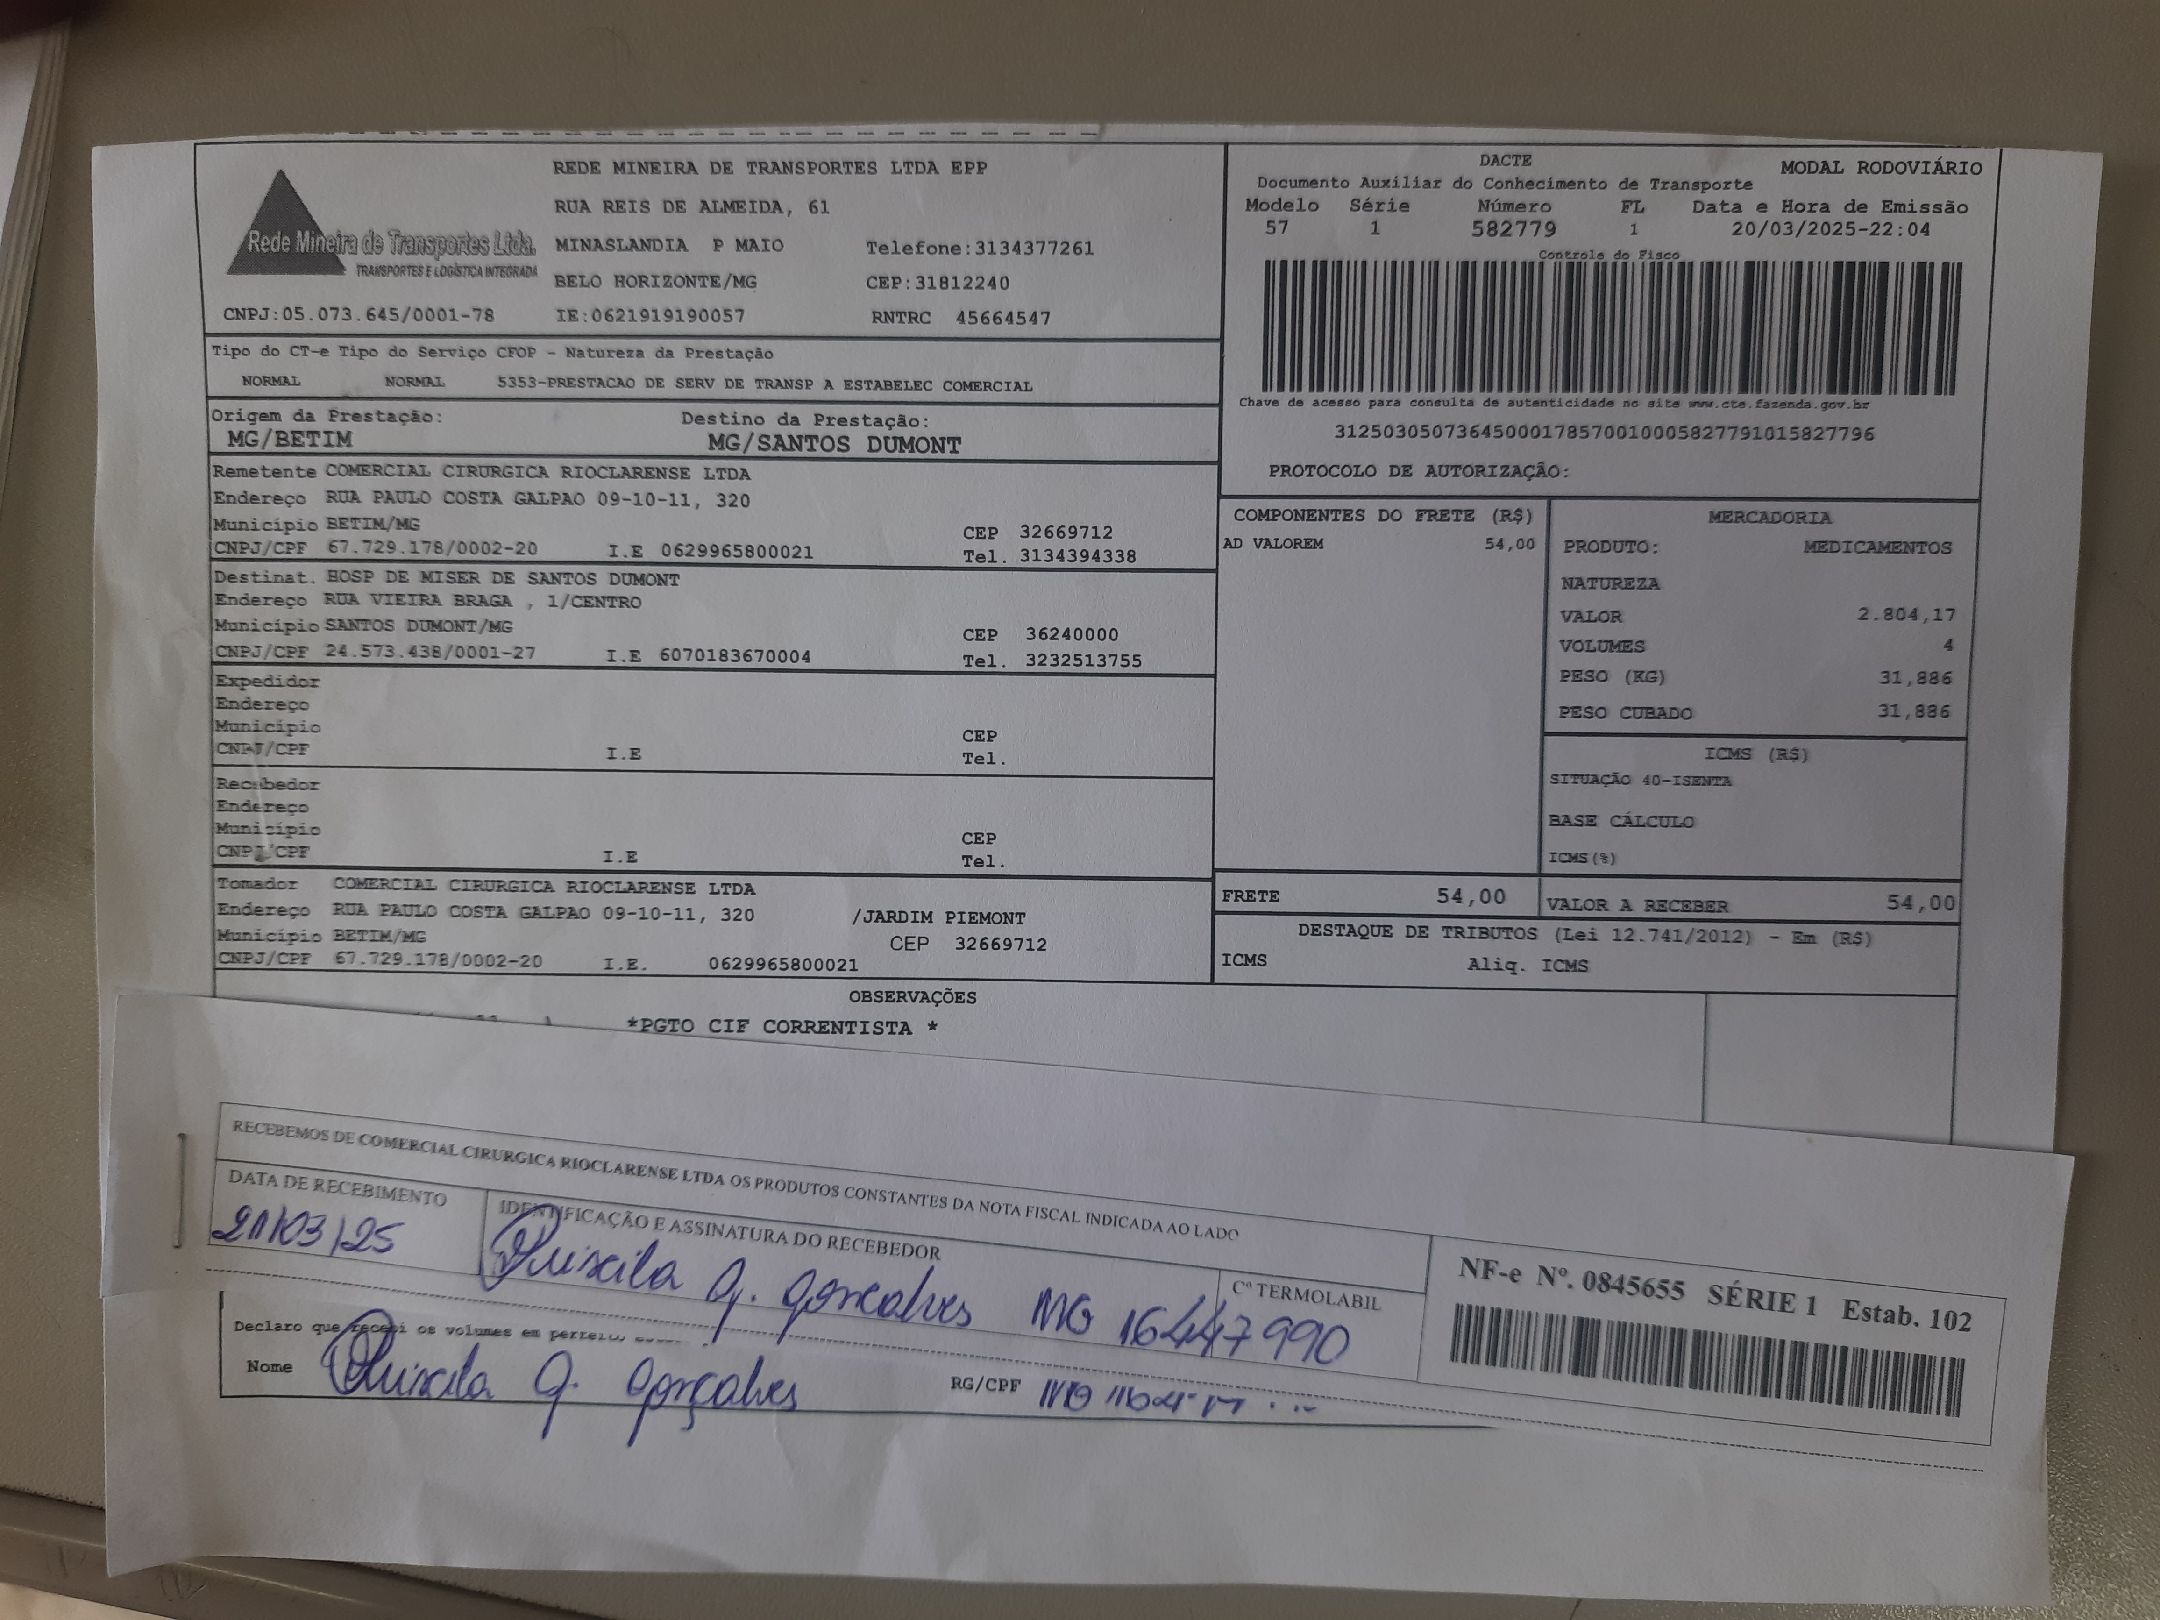 REDE MINEIRA DE TRANSPORTES LTDA EPP
RUA REIS DE ALMEIDA, 61
Rede Mineira de Transportes Ltda.
TRANSPORTES E LOGÍSTICA INTEGRADA
MINASLANDIA P MAIO Telefone:3134377261
BELO HORIZONTE/MG CEP:31812240
CNPJ:05.073.645/0001-78 IE:0621919190057 RNTRC 45664547
DACTE MODAL RODOVIÁRIO
Documento Auxiliar do Conhecimento de Transporte
Modelo Série Número FL Data e Hora de Emissão
57 1 582779 1 20/03/2025-22:04
Controle do Fisco
Chave de acesso para consulta de autenticidade no site www.cte.fazenda.gov.br
31250305073645000178570010005827791015827796
PROTOCOLO DE AUTORIZAÇÃO:
Tipo do CT-e Tipo do Serviço CFOP - Natureza da Prestação
NORMAL NORMAL 5353-PRESTACAO DE SERV DE TRANSP A ESTABELEC COMERCIAL
Origem da Prestação: Destino da Prestação:
MG/BETIM MG/SANTOS DUMONT
Remetente COMERCIAL CIRURGICA RIOCLARENSE LTDA
Endereço RUA PAULO COSTA GALPAO 09-10-11, 320
Município BETIM/MG CEP 32669712
CNPJ/CPF 67.729.178/0002-20 I.E 0629965800021 Tel. 3134394338
Destinat. HOSP DE MISER DE SANTOS DUMONT
Endereço RUA VIEIRA BRAGA , 1/CENTRO
Município SANTOS DUMONT/MG CEP 36240000
CNPJ/CPF 24.573.438/0001-27 I.E 6070183670004 Tel. 3232513755
Expedidor
Endereço
Município CEP
CNPJ/CPF I.E Tel.
Recebedor
Endereço
Município CEP
CNPJ/CPF I.E Tel.
Tomador COMERCIAL CIRURGICA RIOCLARENSE LTDA
Endereço RUA PAULO COSTA GALPAO 09-10-11, 320 /JARDIM PIEMONT
Município BETIM/MG CEP 32669712
CNPJ/CPF 67.729.178/0002-20 I.E. 0629965800021
COMPONENTES DO FRETE (R$)
AD VALOREM 54,00
MERCADORIA
PRODUTO: MEDICAMENTOS
NATUREZA
VALOR 2.804,17
VOLUMES 4
PESO (KG) 31,886
PESO CUBADO 31,886
ICMS (R$)
SITUAÇÃO 40-ISENTA
BASE CÁLCULO
ICMS(%)
FRETE 54,00 VALOR A RECEBER 54,00
DESTAQUE DE TRIBUTOS (Lei 12.741/2012) - Em (R$)
ICMS Aliq. ICMS
OBSERVAÇÕES
*PGTO CIF CORRENTISTA *
RECEBEMOS DE COMERCIAL CIRURGICA RIOCLARENSE LTDA OS PRODUTOS CONSTANTES DA NOTA FISCAL INDICADA AO LADO
DATA DE RECEBIMENTO IDENTIFICAÇÃO E ASSINATURA DO RECEBEDOR
21/03/25 Priscila G. Gonçalves MG 16447990
Cª TERMOLABIL
NF-e Nº. 0845655 SÉRIE 1 Estab. 102
Declaro que recebi os volumes em
Nome Priscila G. Gonçalves RG/CPF